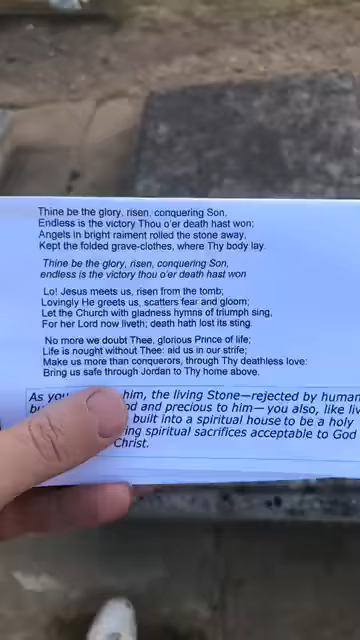 Thine be the glory, risen, conquering Son,
Endless is the victory Thou o'er death hast won;
Angels in bright raiment rolled the stone away,
Kept the folded grave-clothes, where Thy body lay.
Thine be the glory, risen, conquering Son,
endless is the victory thou o'er death hast won
Lo! Jesus meets us, risen from the tomb;
Lovingly He greets us, scatters fear and gloom;
Let the Church with gladness hymns of triumph sing,
For her Lord now liveth; death hath lost its sting.
No more we doubt Thee, glorious Prince of life;
Life is nought without Thee: aid us in our strife;
Make us more than conquerors, through Thy deathless love:
Bring us safe through Jordan to Thy home above.
As you him, the living Stone—rejected by human
and precious to him—you also, like liv
built into a spiritual house to be a holy
spiritual sacrifices acceptable to God
Christ.